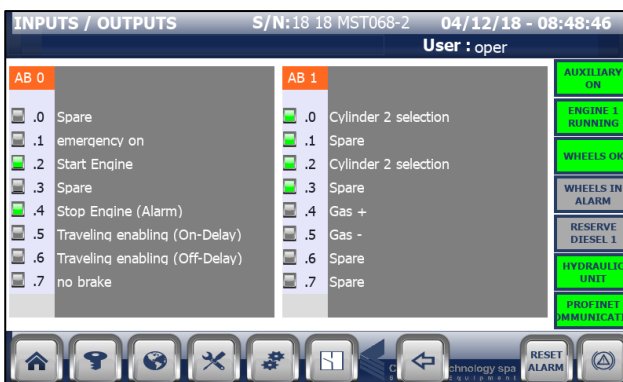 INPUTS / OUTPUTS S/N:18 18 MST068-2 04/12/18 - 08:48:46
User : oper
AB 0
.0 Spare
.1 emergency on
.2 Start Engine
.3 Spare
.4 Stop Engine (Alarm)
.5 Traveling enabling (On-Delay)
.6 Traveling enabling (Off-Delay)
.7 no brake
AB 1
.0 Cylinder 2 selection
.1 Spare
.2 Cylinder 2 selection
.3 Spare
.4 Gas +
.5 Gas -
.6 Spare
.7 Spare
AUXILIARY
ON
ENGINE 1
RUNNING
WHEELS OK
WHEELS IN
ALARM
RESERVE
DIESEL 1
HYDRAULIC
UNIT
PROFINET
OMMUNICATI
chnology spa
equipment
RESET
ALARM